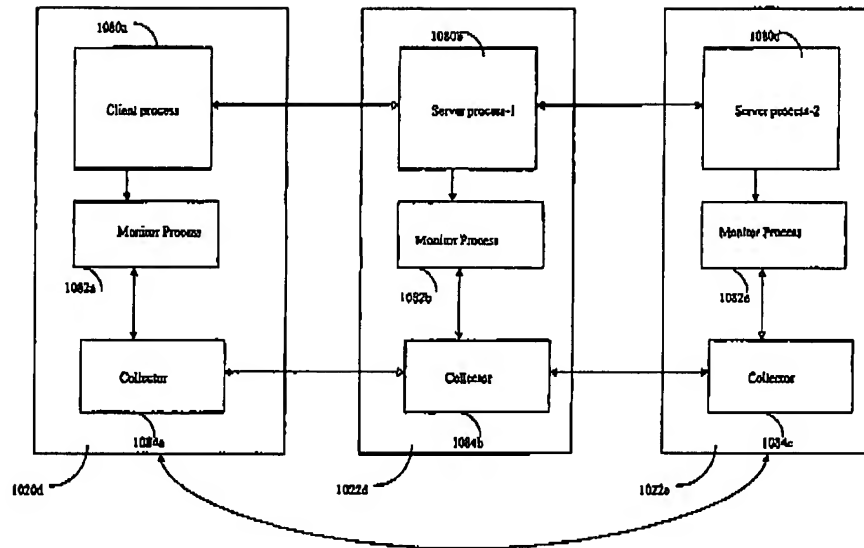 1080a
1080b
1080c
Client process
Server process-1
Server process-2
Monitor Process
Monitor Process
Monitor Process
1082a
1082b
1082c
Collector
Collector
Collector
1084a
1084b
1084c
1020d
1022d
1022e